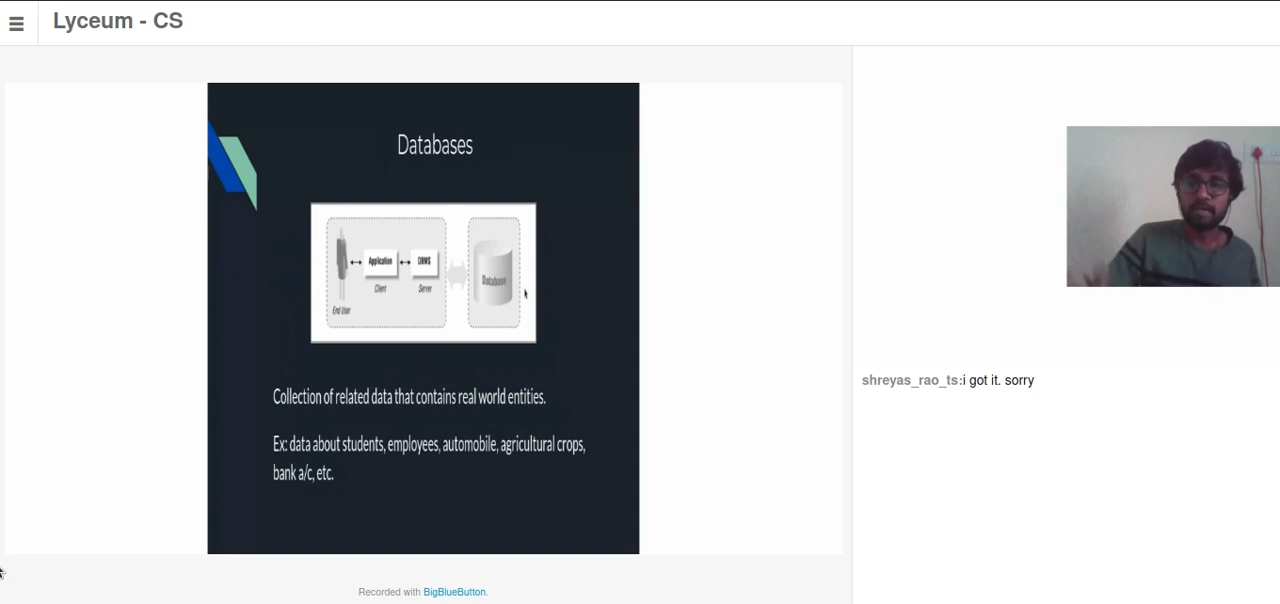 Lyceum - CS
Databases
Application
DBMS
Client
Server
End User
Database
Collection of related data that contains real world entities.
Ex: data about students, employees, automobile, agricultural crops,
bank a/c, etc.
shreyas_rao_ts:i got it. sorry
Recorded with BigBlueButton.